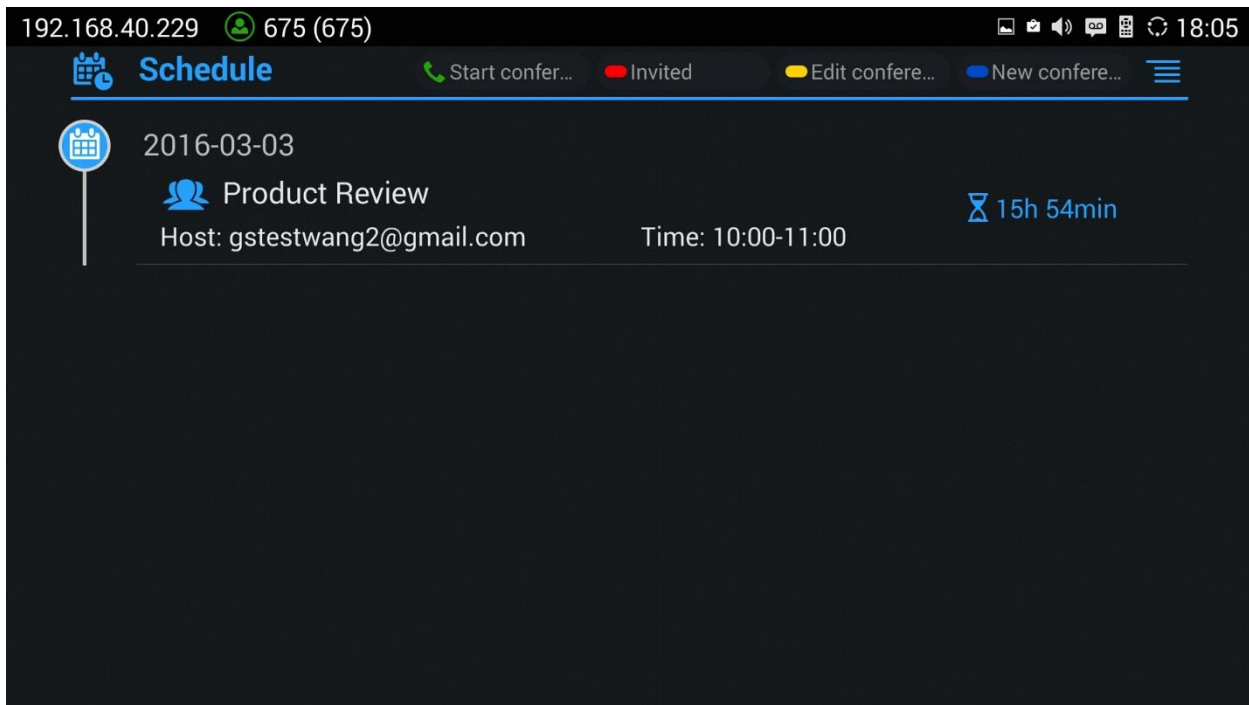 192.168.40.229 675 (675) 18:05
Schedule Start confer... Invited Edit confere... New confere...
2016-03-03
Product Review
15h 54min
Host: gstestwang2@gmail.com Time: 10:00-11:00